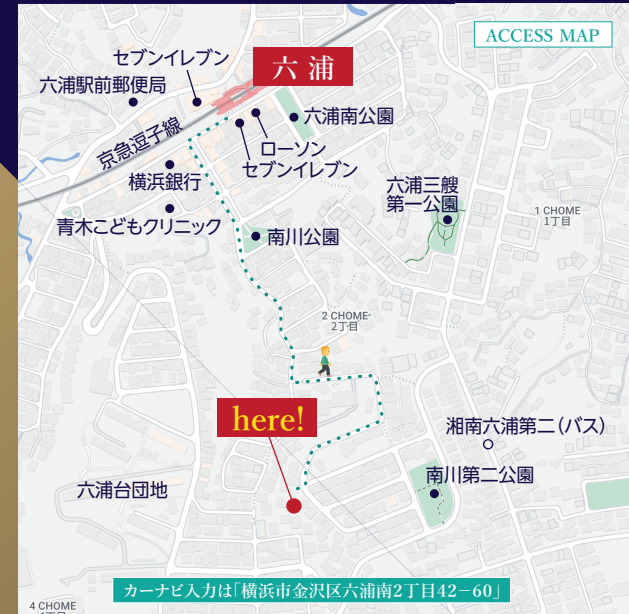 ACCESS MAP
セブンイレブン
六浦
六浦駅前郵便局
六浦南公園
京急逗子線
ローソン
セブンイレブン
横浜銀行
六浦三艘
第一公園
1 CHOME
1丁目
青木こどもクリニック
南川公園
2 CHOME
2丁目
here!
湘南六浦第二（バス）
南川第二公園
六浦台団地
カーナビ入力は「横浜市金沢区六浦南2丁目42−60」
4 CHOME